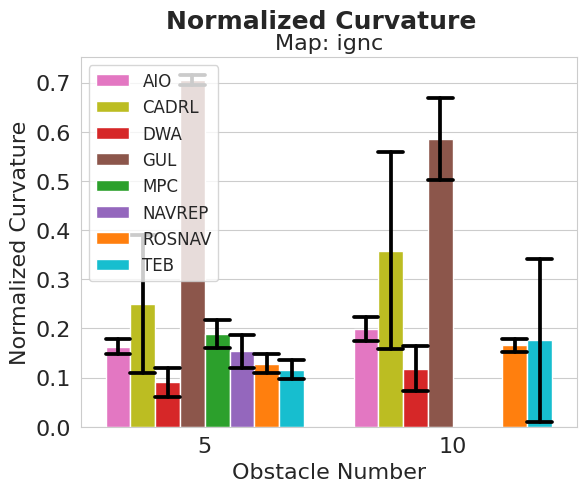 Normalized Curvature
Map: ignc
Normalized Curvature
0.7
0.6
0.5
0.4
0.3
0.2
0.1
0.0
AIO
CADRL
DWA
GUL
MPC
NAVREP
ROSNAV
TEB
5
10
Obstacle Number